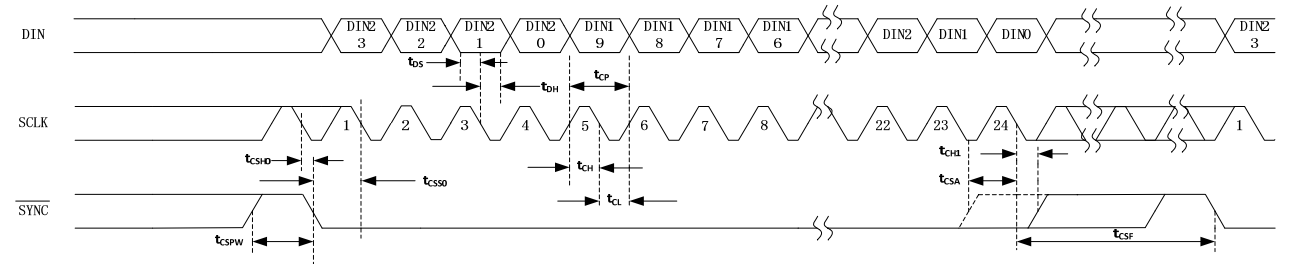 DIN
DIN2 DIN2 DIN2 DIN2 DIN1 DIN1 DIN1 DIN1 DIN2 DIN1 DIN0 DIN2
3 2 1 0 9 8 7 6 3
tDS tDH tCP
SCLK
1 2 3 4 5 6 7 8 22 23 24 1
tCSH0 tCSS0 tCH tCL tCH1 tCSA
SYNC
tCSPW tCSF